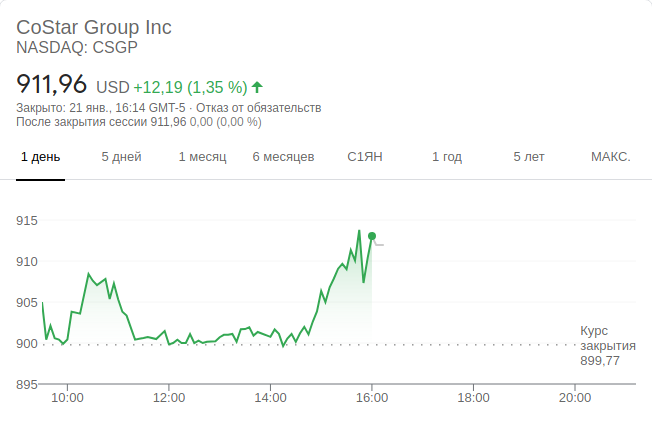 CoStar Group Inc
NASDAQ: CSGP
911,96 USD +12,19 (1,35 %)
Закрыто: 21 янв., 16:14 GMT-5 · Отказ от обязательств
После закрытия сессии 911,96 0,00 (0,00 %)
1 день 5 дней 1 месяц 6 месяцев С1ЯН 1 год 5 лет МАКС.
915
910
905
900
895
Курс
закрытия
899,77
10:00 12:00 14:00 16:00 18:00 20:00